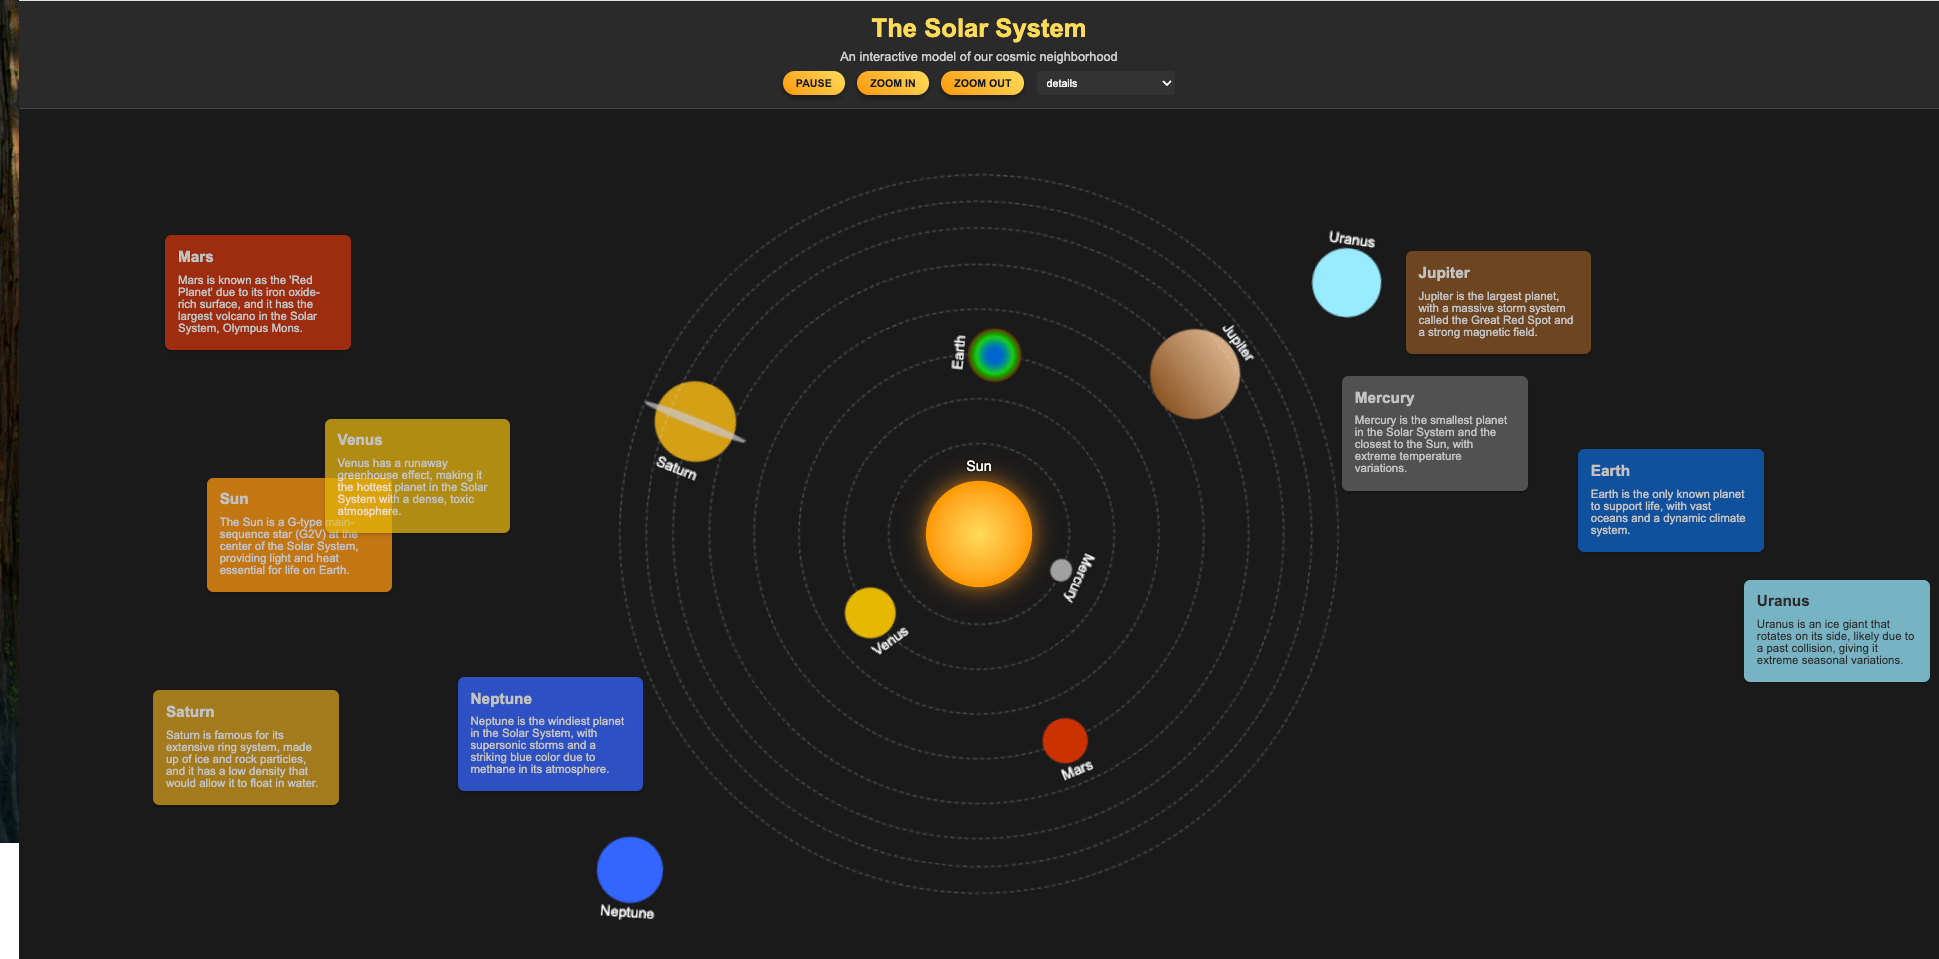 The Solar System
An interactive model of our cosmic neighborhood
PAUSE
ZOOM IN
ZOOM OUT
details
Mars
Mars is known as the 'Red
Planet' due to its iron oxide-
rich surface, and it has the
largest volcano in the Solar
System, Olympus Mons.
Venus
Venus has a runaway
greenhouse effect, making it
the hottest planet in the Solar
System with a dense, toxic
atmosphere.
Sun
The Sun is a G-type main-
sequence star (G2V) at the
center of the Solar System,
providing light and heat
essential for life on Earth.
Saturn
Saturn is famous for its
extensive ring system, made
up of ice and rock particles,
and it has a low density that
would allow it to float in water.
Neptune
Neptune is the windiest planet
in the Solar System, with
supersonic storms and a
striking blue color due to
methane in its atmosphere.
Neptune
Saturn
Earth
Sun
Mercury
Venus
Mars
Jupiter
Uranus
Jupiter
Jupiter is the largest planet,
with a massive storm system
called the Great Red Spot and
a strong magnetic field.
Mercury
Mercury is the smallest planet
in the Solar System and the
closest to the Sun, with
extreme temperature
variations.
Earth
Earth is the only known planet
to support life, with vast
oceans and a dynamic climate
system.
Uranus
Uranus is an ice giant that
rotates on its side, likely due to
a past collision, giving it
extreme seasonal variations.